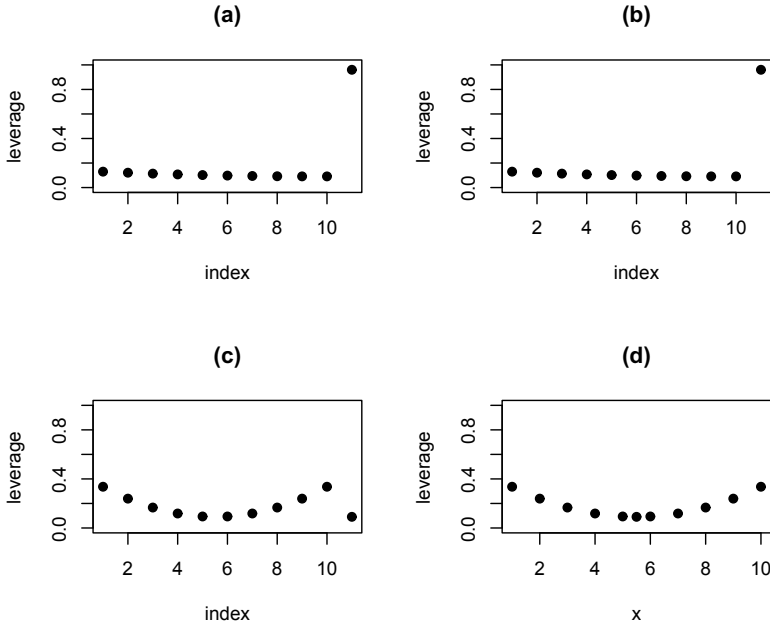 (a)
leverage
0.0 0.4 0.8
2 4 6 8 10
index
(b)
leverage
0.0 0.4 0.8
2 4 6 8 10
index
(c)
leverage
0.0 0.4 0.8
2 4 6 8 10
index
(d)
leverage
0.0 0.4 0.8
2 4 6 8 10
x